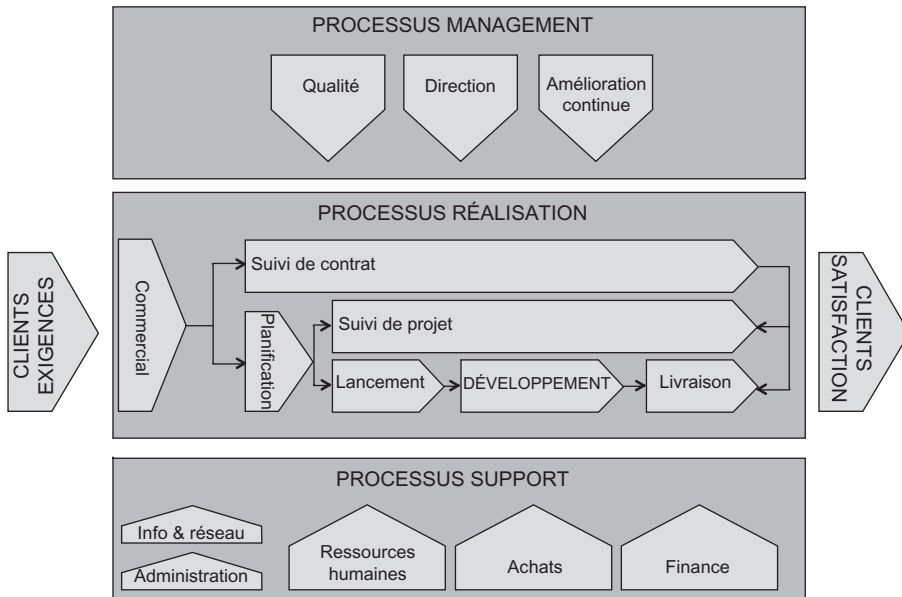 PROCESSUS MANAGEMENT
Qualité
Direction
Amélioration
continue
PROCESSUS RÉALISATION
CLIENTS
EXIGENCES
Commercial
Suivi de contrat
Planification
Suivi de projet
Lancement
DÉVELOPPEMENT
Livraison
CLIENTS
SATISFACTION
PROCESSUS SUPPORT
Info & réseau
Administration
Ressources
humaines
Achats
Finance